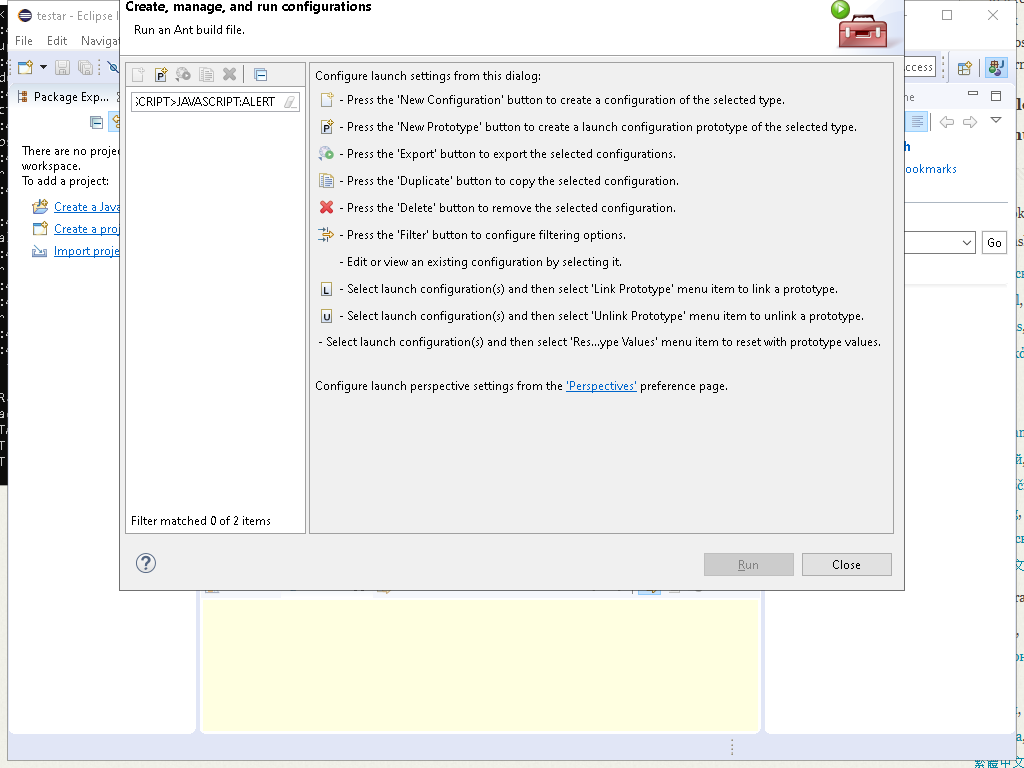 Create, manage, and run configurations
Run an Ant build file.
testar - Eclipse
File Edit
Package Exp...
There are no
workspace.
To add a project:
Create a Java
Create a
Import
CRIPT>JAVASCRIPT:ALERT
Filter matched 0 of 2 items
Configure launch settings from this dialog:
- Press the 'New Configuration' button to create a configuration of the selected type.
- Press the 'New Prototype' button to create a launch configuration prototype of the selected type.
- Press the 'Export' button to export the selected configurations.
- Press the 'Duplicate' button to copy the selected configuration.
- Press the 'Delete' button to remove the selected configuration.
- Press the 'Filter' button to configure filtering options.
- Edit or view an existing configuration by selecting it.
L - Select launch configuration(s) and then select 'Link Prototype' menu item to link a prototype.
U - Select launch configuration(s) and then select 'Unlink Prototype' menu item to unlink a prototype.
- Select launch configuration(s) and then select 'Res...ype Values' menu item to reset with prototype values.
Configure launch perspective settings from the 'Perspectives' preference page.
Run Close
Go
繁體中文